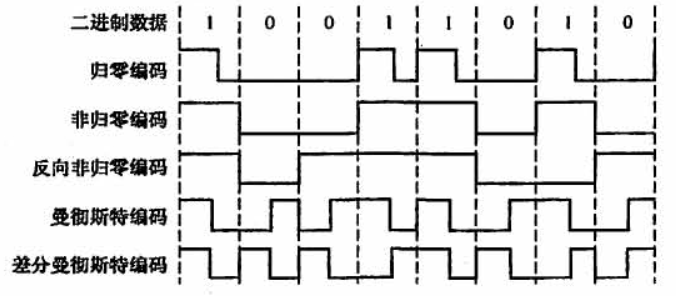 二进制数据 1 0 0 1 1 0 1 0
归零编码
非归零编码
反向非归零编码
曼彻斯特编码
差分曼彻斯特编码